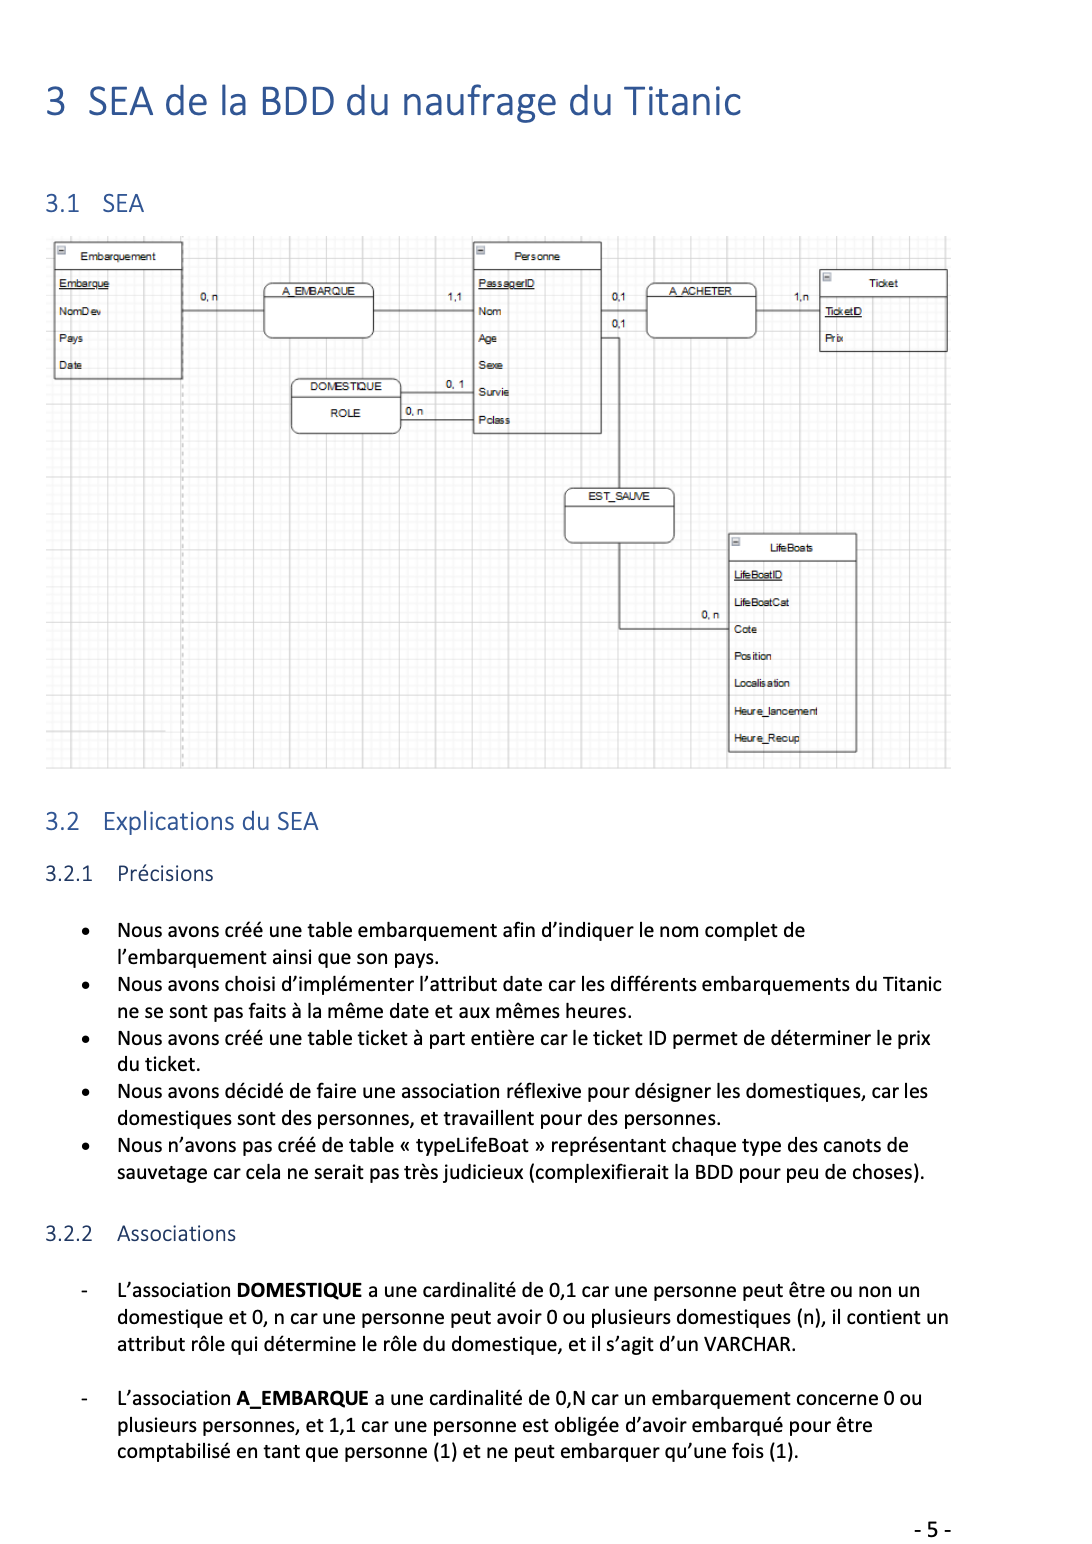 3 SEA de la BDD du naufrage du Titanic
3.1 SEA
Embarquement
Embarque
NomDev
Pays
Date
0, n
A_EMBARQUE
1,1
DOMESTIQUE
ROLE
0, 1
0, n
Personne
PassagerID
Nom
Age
Sexe
Survie
Pclass
0,1
0,1
A_ACHETER
1,n
Ticket
TicketID
Prix
EST_SAUVE
0, n
LifeBoats
LifeBoatID
LifeBoatCat
Cote
Position
Localisation
Heure_lancement
Heure_Recup
3.2 Explications du SEA
3.2.1 Précisions
• Nous avons créé une table embarquement afin d’indiquer le nom complet de
l’embarquement ainsi que son pays.
• Nous avons choisi d’implémenter l’attribut date car les différents embarquements du Titanic
ne se sont pas faits à la même date et aux mêmes heures.
• Nous avons créé une table ticket à part entière car le ticket ID permet de déterminer le prix
du ticket.
• Nous avons décidé de faire une association réflexive pour désigner les domestiques, car les
domestiques sont des personnes, et travaillent pour des personnes.
• Nous n’avons pas créé de table « typeLifeBoat » représentant chaque type des canots de
sauvetage car cela ne serait pas très judicieux (complexifierait la BDD pour peu de choses).
3.2.2 Associations
- L’association DOMESTIQUE a une cardinalité de 0,1 car une personne peut être ou non un
domestique et 0, n car une personne peut avoir 0 ou plusieurs domestiques (n), il contient un
attribut rôle qui détermine le rôle du domestique, et il s’agit d’un VARCHAR.
- L’association A_EMBARQUE a une cardinalité de 0,N car un embarquement concerne 0 ou
plusieurs personnes, et 1,1 car une personne est obligée d’avoir embarqué pour être
comptabilisé en tant que personne (1) et ne peut embarquer qu’une fois (1).
- 5 -